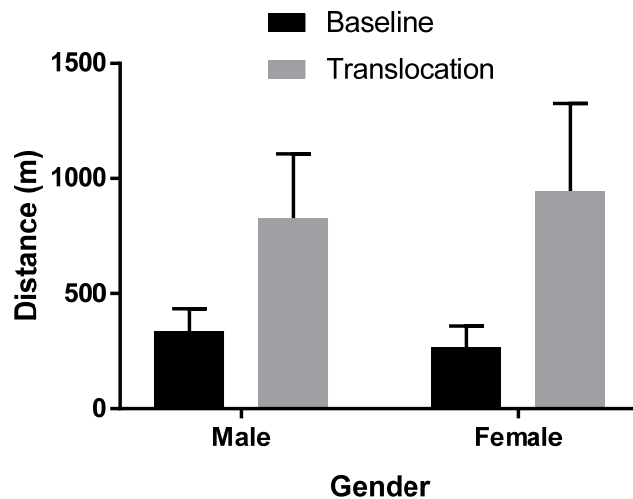 Baseline
Translocation
1500
1000
500
0
Distance (m)
Male Female
Gender